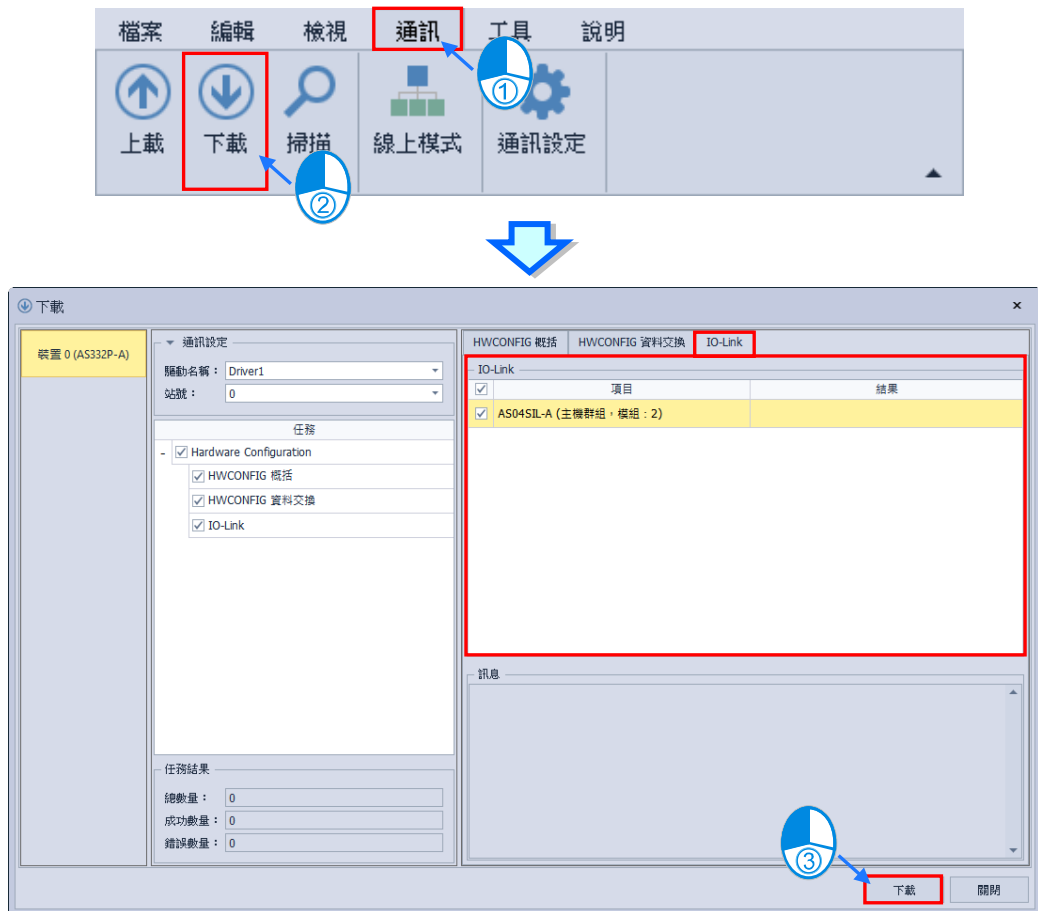 檔案 編輯 檢視 通訊 工具 說明
上載 下載 掃描 線上模式 通訊設定
①
②
下載 ×
裝置 0 (AS332P-A)
通訊設定
驅動名稱： Driver1
站號： 0
任務
- Hardware Configuration
HWCONFIG 概括
HWCONFIG 資料交換
IO-Link
任務結果
總數量： 0
成功數量： 0
錯誤數量： 0
HWCONFIG 概括 HWCONFIG 資料交換 IO-Link
IO-Link
項目 結果
AS04SIL-A (主機群組，模組：2)
訊息
③
下載 關閉